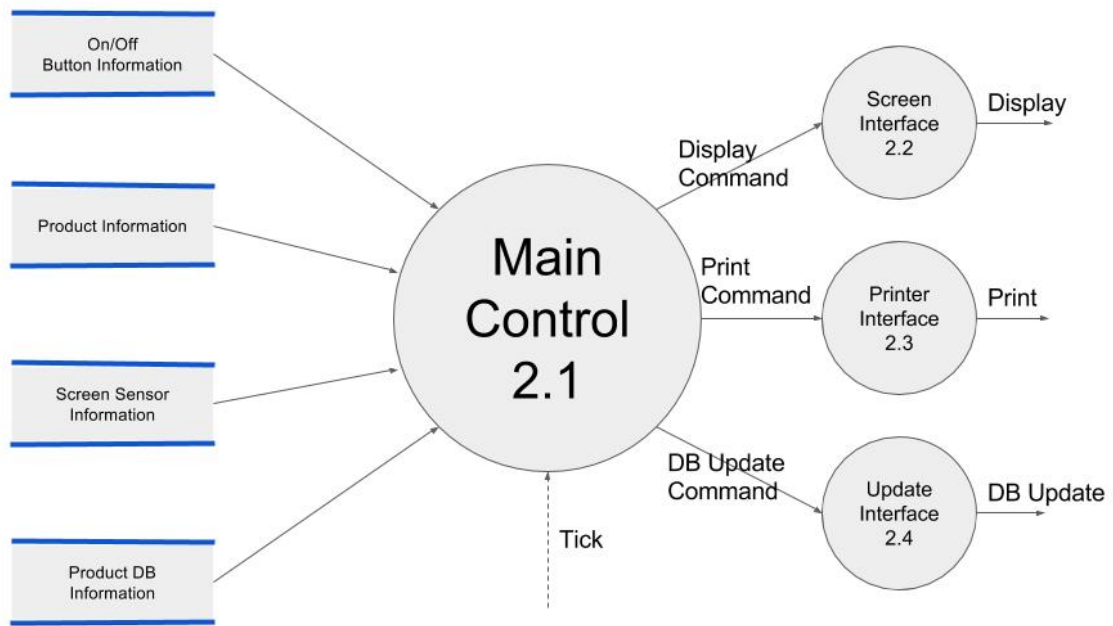 On/Off
Button Information
Product Information
Screen Sensor
Information
Product DB
Information
Main
Control
2.1
Tick
Display
Command
Print
Command
DB Update
Command
Screen
Interface
2.2
Display
Printer
Interface
2.3
Print
Update
Interface
2.4
DB Update